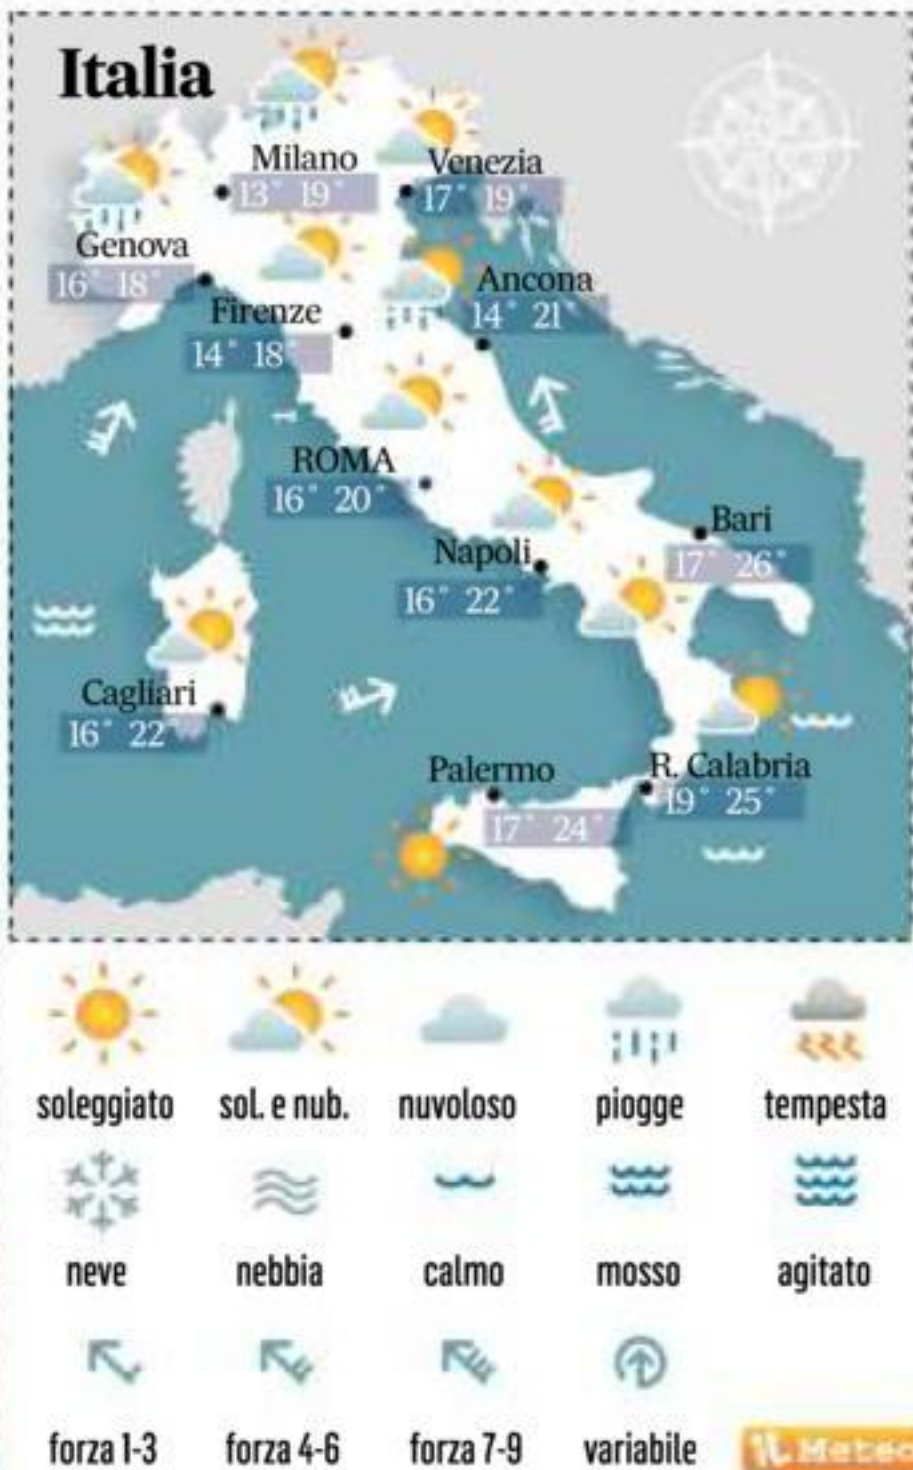 Italia
Milano
13° 19°
Venezia
17° 19°
Genova
16° 18°
Ancona
14° 21°
Firenze
14° 18°
ROMA
16° 20°
Bari
17° 26°
Napoli
16° 22°
Cagliari
16° 22°
Palermo
17° 24°
R. Calabria
19° 25°
soleggiato sol. e nub. nuvoloso piogge tempesta
neve nebbia calmo mosso agitato
forza 1-3 forza 4-6 forza 7-9 variabile
IL Meteo